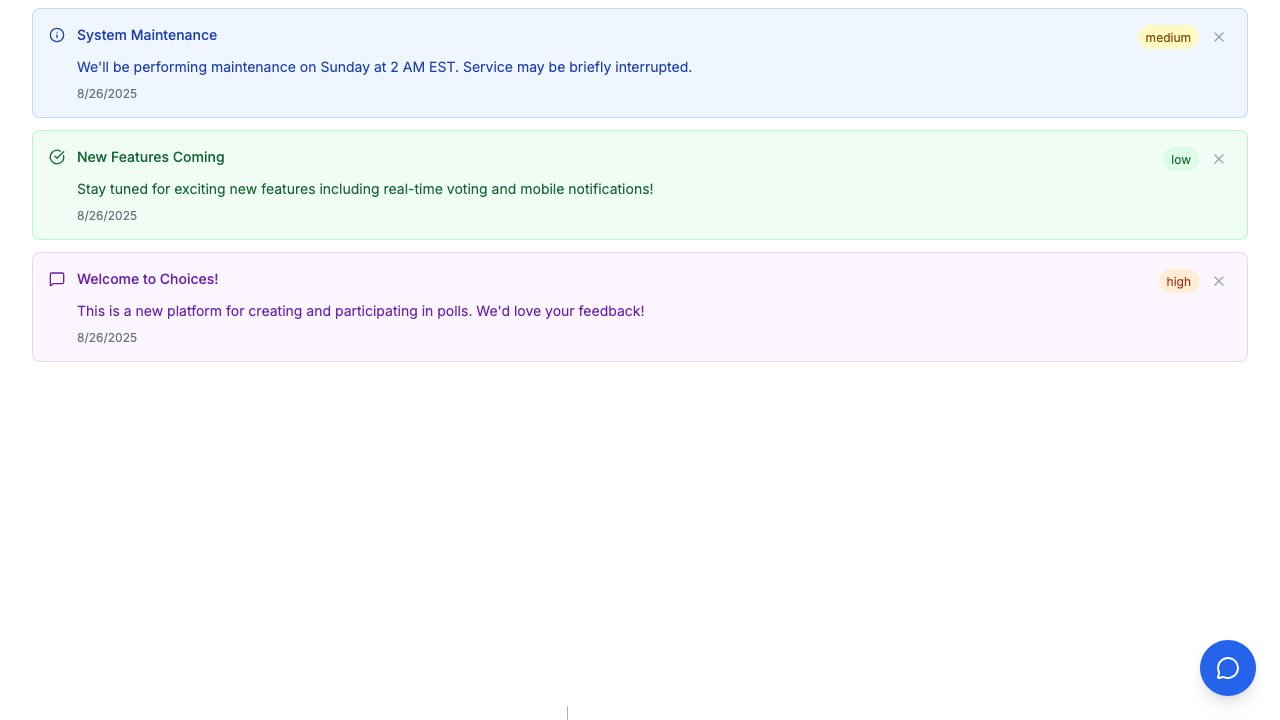 System Maintenance
medium
We'll be performing maintenance on Sunday at 2 AM EST. Service may be briefly interrupted.
8/26/2025
New Features Coming
low
Stay tuned for exciting new features including real-time voting and mobile notifications!
8/26/2025
Welcome to Choices!
high
This is a new platform for creating and participating in polls. We'd love your feedback!
8/26/2025